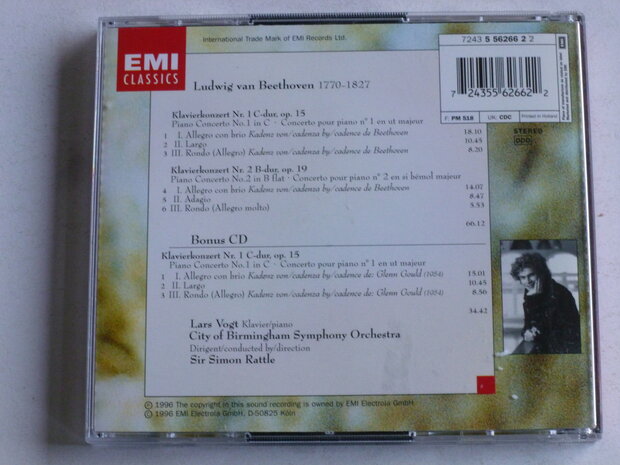 EMI
CLASSICS
International Trade Mark of EMI Records Ltd.
7243 5 56266 2 2
7 24355 62662 2
F: PM 518 UK: CDC Printed in Holland
STEREO
DDD
Ludwig van Beethoven 1770-1827
Klavierkonzert Nr. 1 C-dur, op. 15
Piano Concerto No.1 in C · Concerto pour piano n° 1 en ut majeur
1 I. Allegro con brio Kadenz von/cadenza by/cadence de Beethoven 18.10
2 II. Largo 10.45
3 III. Rondo (Allegro) Kadenz von/cadenza by/cadence de Beethoven 8.20
Klavierkonzert Nr. 2 B-dur, op. 19
Piano Concerto No.2 in B flat · Concerto pour piano n° 2 en si bémol majeur
4 I. Allegro con brio Kadenz von/cadenza by/cadence de Beethoven 14.07
5 II. Adagio 8.47
6 III. Rondo (Allegro molto) 5.53
66.12
Bonus CD
Klavierkonzert Nr. 1 C-dur, op. 15
Piano Concerto No.1 in C · Concerto pour piano n° 1 en ut majeur
1 I. Allegro con brio Kadenz von/cadenza by/cadence de: Glenn Gould (1954) 15.01
2 II. Largo 10.45
3 III. Rondo (Allegro) Kadenz von/cadenza by/cadence de: Glenn Gould (1954) 8.56
34.42
Lars Vogt Klavier/piano
City of Birmingham Symphony Orchestra
Dirigent/conducted by/direction
Sir Simon Rattle
℗ 1996 The copyright in this sound recording is owned by EMI Electrola GmbH.
© 1996 EMI Electrola GmbH, D-50825 Köln